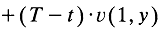 + (T − t) · v(1, y)